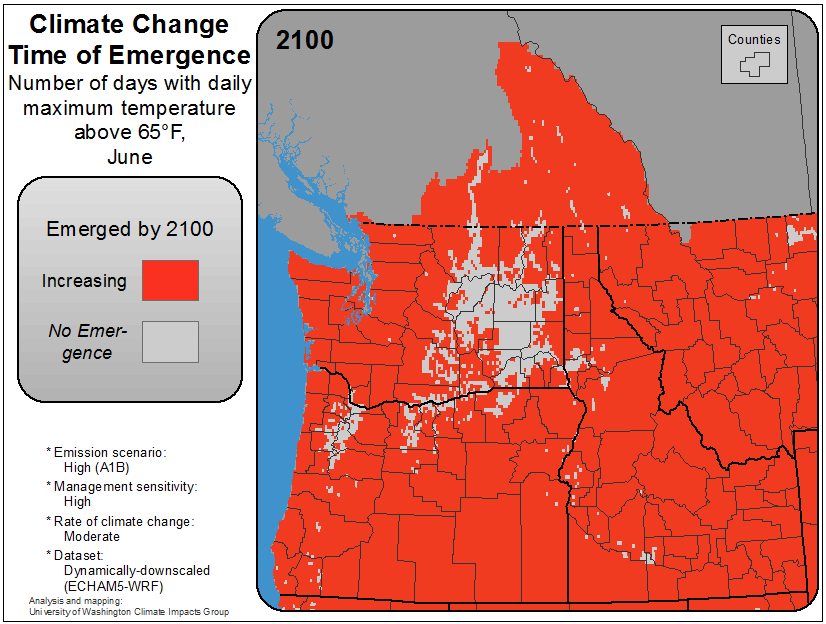 Climate Change
Time of Emergence
Number of days with daily
maximum temperature
above 65°F,
June
Emerged by 2100
Increasing
No Emer-
gence
* Emission scenario:
High (A1B)
* Management sensitivity:
High
* Rate of climate change:
Moderate
* Dataset:
Dynamically-downscaled
(ECHAM5-WRF)
Analysis and mapping:
University of Washington Climate Impacts Group
2100
Counties